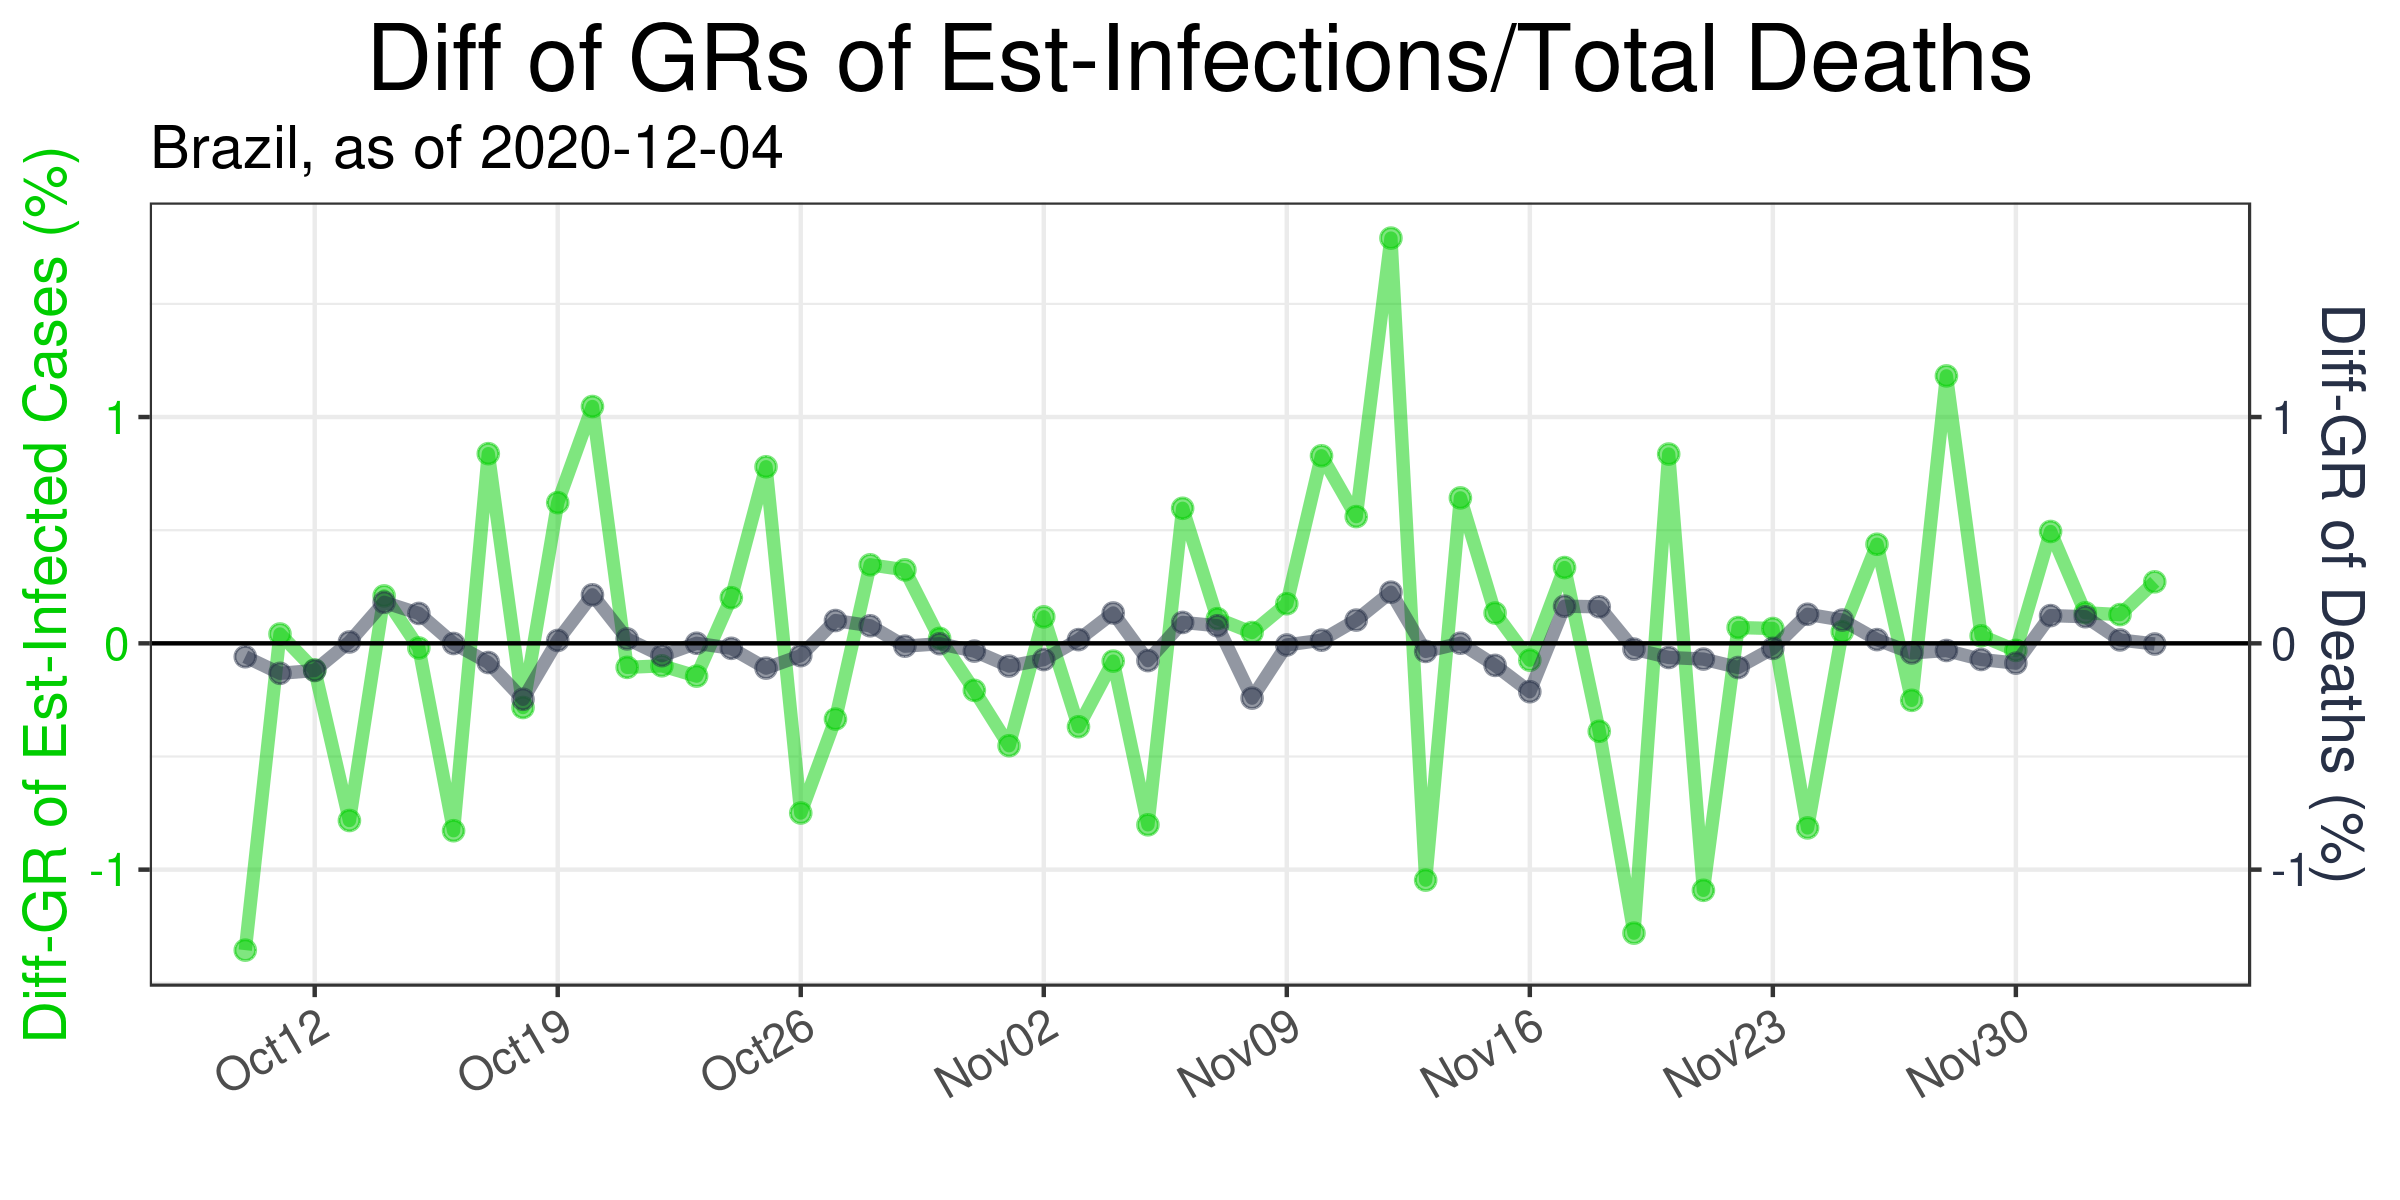 Diff of GRs of Est-Infections/Total Deaths
Brazil, as of 2020-12-04
Diff-GR of Est-Infected Cases (%)
1
0
-1
1
0
-1
Diff-GR of Deaths (%)
Oct12
Oct19
Oct26
Nov02
Nov09
Nov16
Nov23
Nov30